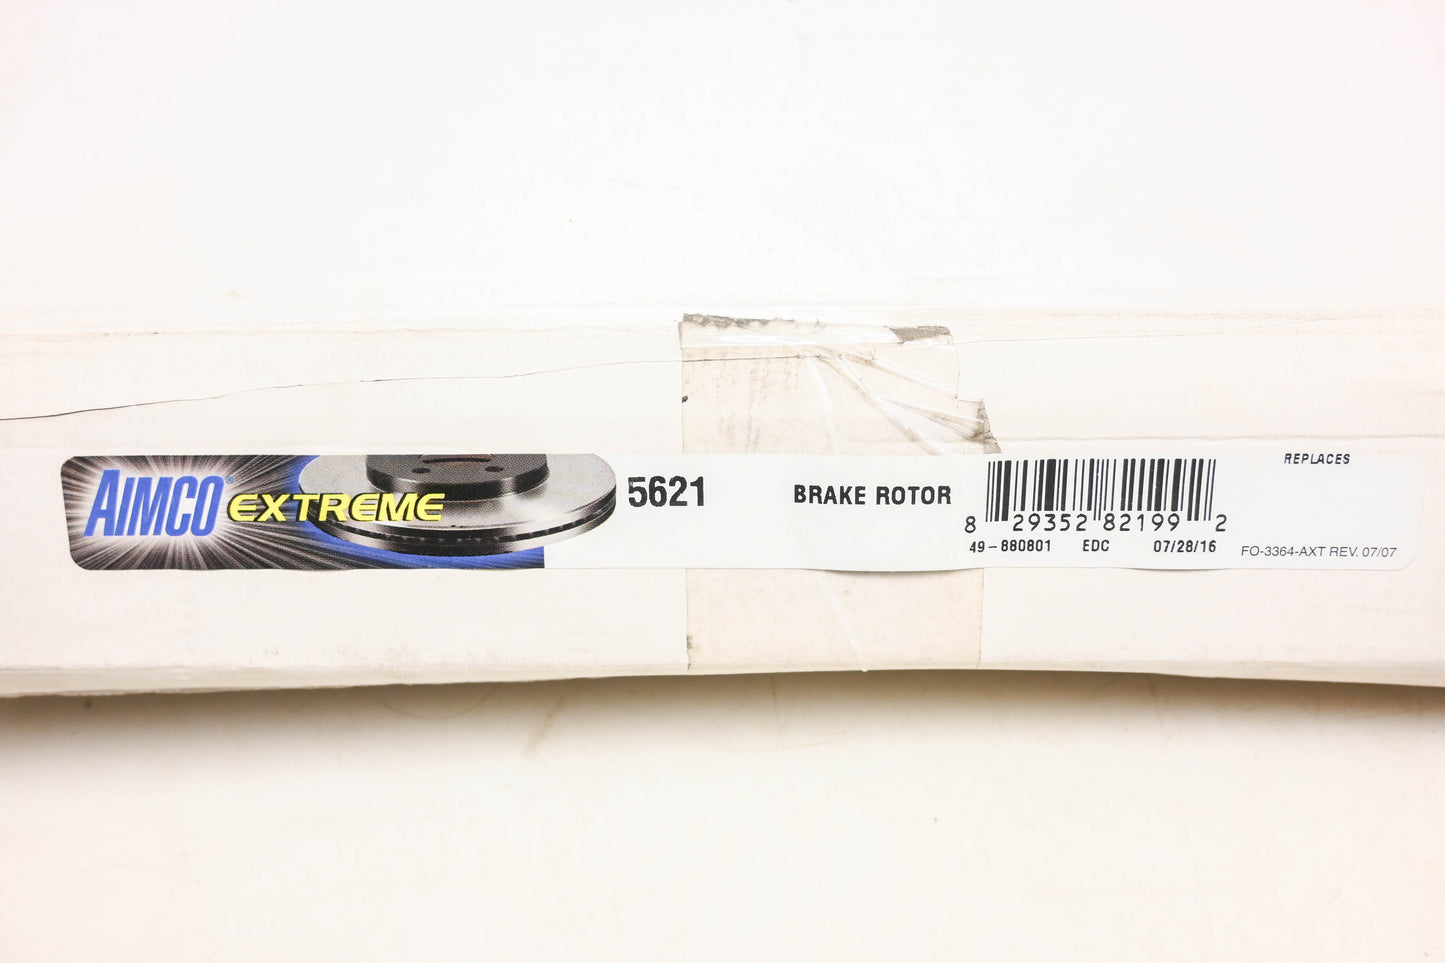 AIMCO® EXTREME
5621
BRAKE ROTOR
8 29352 82199 2
49-880801 EDC 07/28/16
REPLACES
FO-3364-AXT REV. 07/07